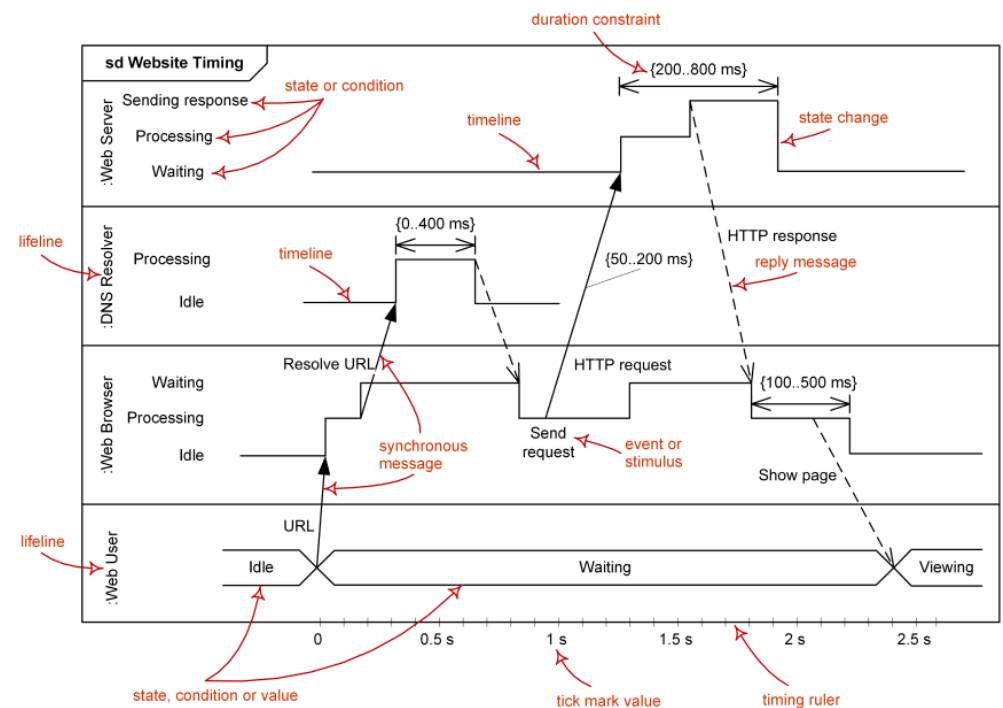 duration constraint
sd Website Timing
{200..800 ms}
state or condition
Sending response
:Web Server
Processing
timeline
state change
Waiting
{0..400 ms}
lifeline
:DNS Resolver
Processing
timeline
HTTP response
{50..200 ms}
reply message
Idle
Resolve URL
HTTP request
:Web Browser
Waiting
{100..500 ms}
Processing
Send
request
event or
stimulus
synchronous
message
Idle
Show page
URL
lifeline
:Web User
Idle
Waiting
Viewing
0
0.5 s
1 s
1.5 s
2 s
2.5 s
state, condition or value
tick mark value
timing ruler